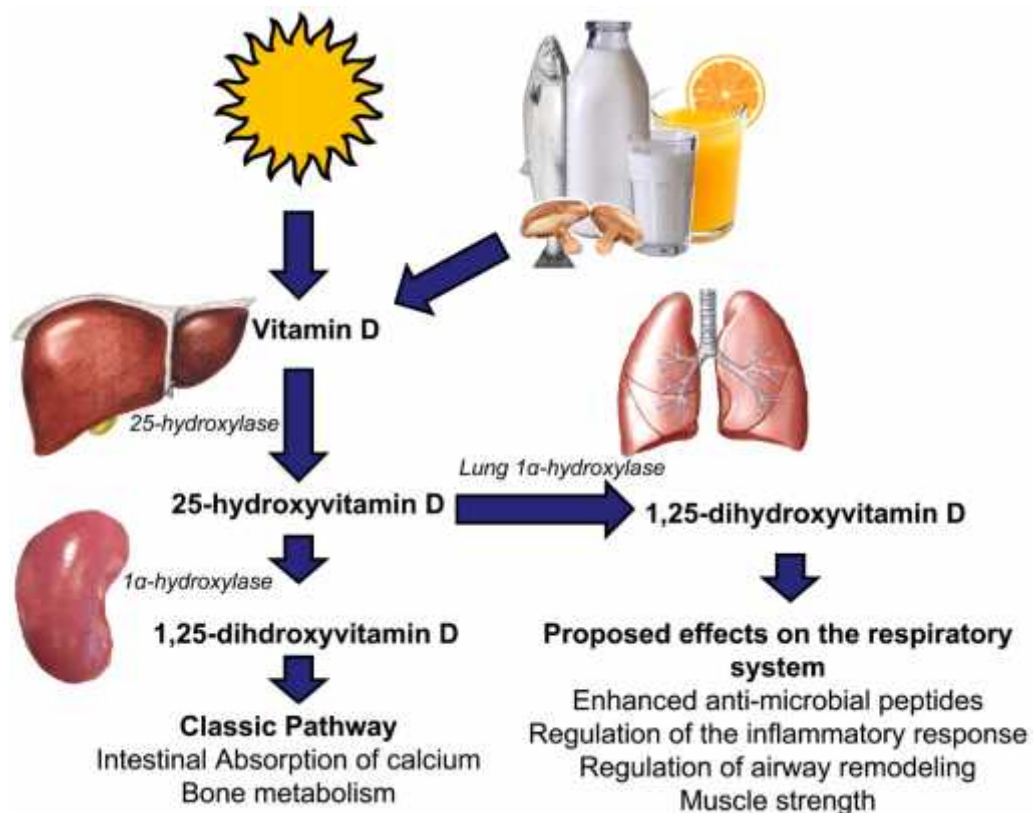 Vitamin D
25-hydroxylase
Lung 1α-hydroxylase
25-hydroxyvitamin D
1,25-dihydroxyvitamin D
1α-hydroxylase
1,25-dihdroxyvitamin D
Classic Pathway
Intestinal Absorption of calcium
Bone metabolism
Proposed effects on the respiratory
system
Enhanced anti-microbial peptides
Regulation of the inflammatory response
Regulation of airway remodeling
Muscle strength